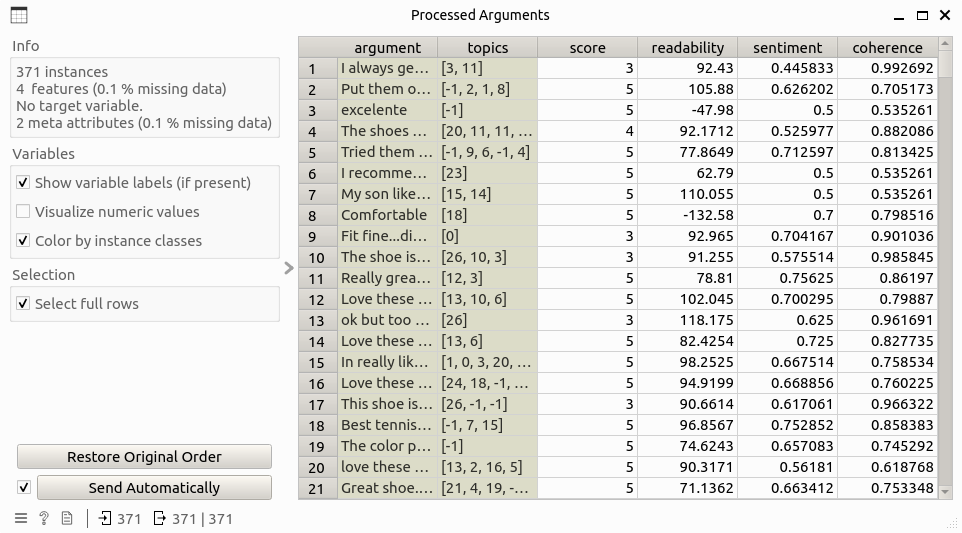 Processed Arguments
Info
371 instances
4 features (0.1 % missing data)
No target variable.
2 meta attributes (0.1 % missing data)
Variables
Show variable labels (if present)
Visualize numeric values
Color by instance classes
Selection
Select full rows
Restore Original Order
Send Automatically
371
371 | 371
argument topics score readability sentiment coherence
1 I always ge... [3, 11] 3 92.43 0.445833 0.992692
2 Put them o... [-1, 2, 1, 8] 5 105.88 0.626202 0.705173
3 excelente [-1] 5 -47.98 0.5 0.535261
4 The shoes ... [20, 11, 11, ... 4 92.1712 0.525977 0.882086
5 Tried them ... [-1, 9, 6, -1, 4] 5 77.8649 0.712597 0.813425
6 I recomme... [23] 5 62.79 0.5 0.535261
7 My son like... [15, 14] 5 110.055 0.5 0.535261
8 Comfortable [18] 5 -132.58 0.7 0.798516
9 Fit fine...di... [0] 3 92.965 0.704167 0.901036
10 The shoe is... [26, 10, 3] 3 91.255 0.575514 0.985845
11 Really grea... [12, 3] 5 78.81 0.75625 0.86197
12 Love these ... [13, 10, 6] 5 102.045 0.700295 0.79887
13 ok but too ... [26] 3 118.175 0.625 0.961691
14 Love these ... [13, 6] 5 82.4254 0.725 0.827735
15 In really lik... [1, 0, 3, 20, ... 5 98.2525 0.667514 0.758534
16 Love these ... [24, 18, -1, ... 5 94.9199 0.668856 0.760225
17 This shoe is... [26, -1, -1] 3 90.6614 0.617061 0.966322
18 Best tennis... [-1, 7, 15] 5 96.8567 0.752852 0.858383
19 The color p... [-1] 5 74.6243 0.657083 0.745292
20 love these ... [13, 2, 16, 5] 5 90.3171 0.56181 0.618768
21 Great shoe.... [21, 4, 19, -... 5 71.1362 0.663412 0.753348